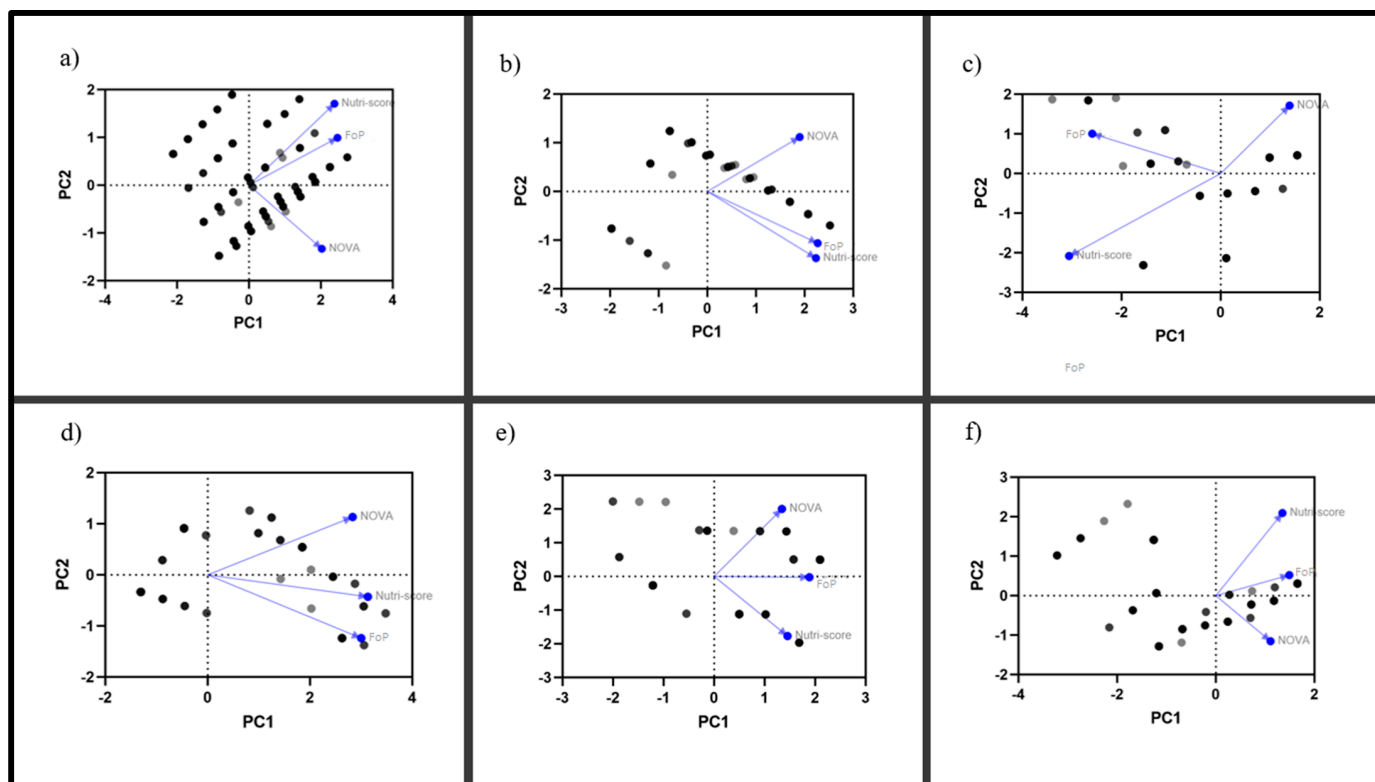 a)
2
1
0
-1
-2
PC2
Nutri-score
FoP
NOVA
-4 -2 0 2 4
PC1
b)
2
1
0
-1
-2
PC2
NOVA
FoP
Nutri-score
-3 -2 -1 0 1 2 3
PC1
c)
2
1
0
-1
-2
-3
PC2
NOVA
FoP
Nutri-score
-4 -2 0 2
PC1
FoP
d)
2
1
0
-1
-2
PC2
NOVA
Nutri-score
FoP
-2 0 2 4
PC1
e)
3
2
1
0
-1
-2
-3
PC2
NOVA
FoP
Nutri-score
-3 -2 -1 0 1 2 3
PC1
f)
3
2
1
0
-1
-2
PC2
Nutri-score
FoP
NOVA
-4 -2 0 2
PC1